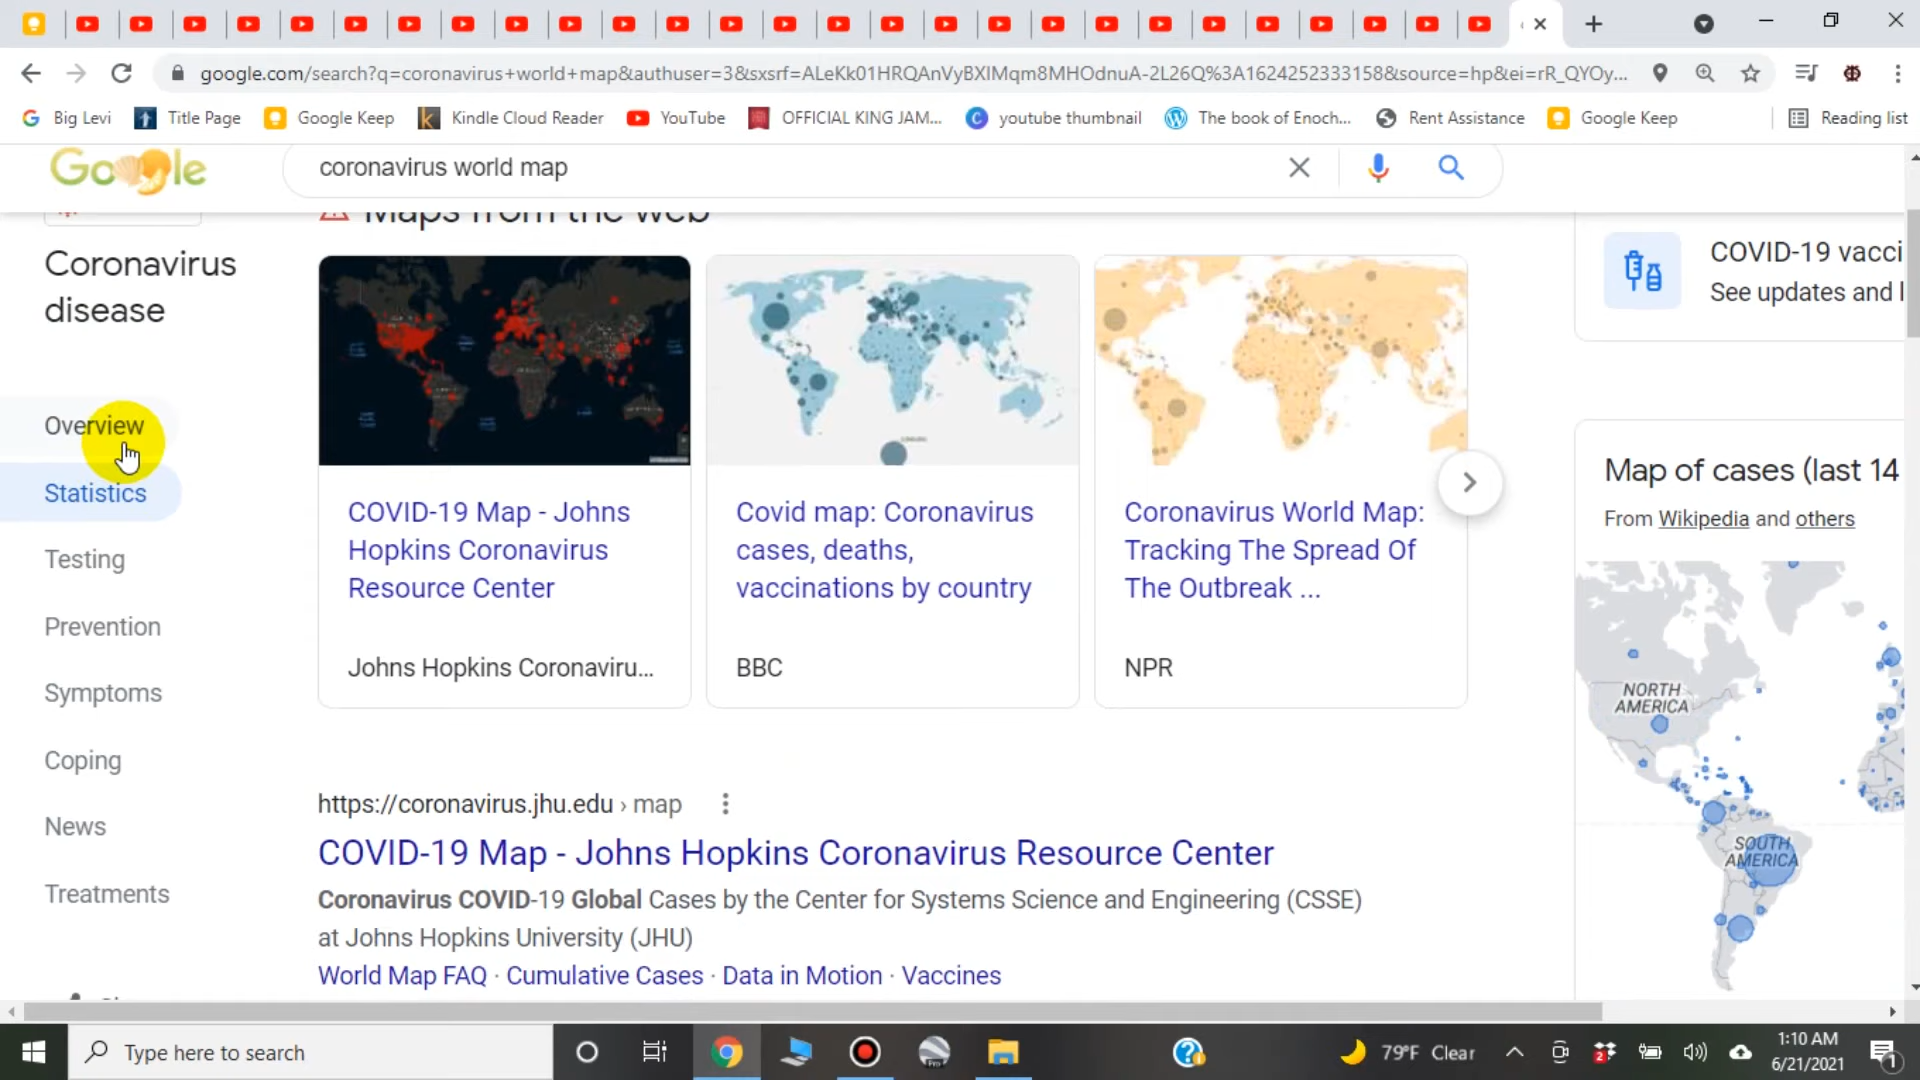 google.com/search?q=coronavirus+world+map&authuser=3&sxsrf=ALeKk01HRQAnVyBXIMqm8MHOdnuA-2L26Q%3A1624252333158&source=hp&ei=rR_QYOy...
Big Levi
Title Page
Google Keep
Kindle Cloud Reader
YouTube
OFFICIAL KING JAM...
youtube thumbnail
The book of Enoch...
Rent Assistance
Google Keep
Reading list
Google
coronavirus world map
Maps from the web
Coronavirus
disease
Overview
Statistics
Testing
Prevention
Symptoms
Coping
News
Treatments
COVID-19 Map - Johns
Hopkins Coronavirus
Resource Center
Johns Hopkins Coronaviru...
Covid map: Coronavirus
cases, deaths,
vaccinations by country
BBC
Coronavirus World Map:
Tracking The Spread Of
The Outbreak ...
NPR
https://coronavirus.jhu.edu › map
COVID-19 Map - Johns Hopkins Coronavirus Resource Center
Coronavirus COVID-19 Global Cases by the Center for Systems Science and Engineering (CSSE)
at Johns Hopkins University (JHU)
World Map FAQ · Cumulative Cases · Data in Motion · Vaccines
COVID-19 vacci
See updates and l
Map of cases (last 14
From Wikipedia and others
NORTH
AMERICA
SOUTH
AMERICA
Type here to search
Pro
2
79°F Clear
1:10 AM
6/21/2021
1